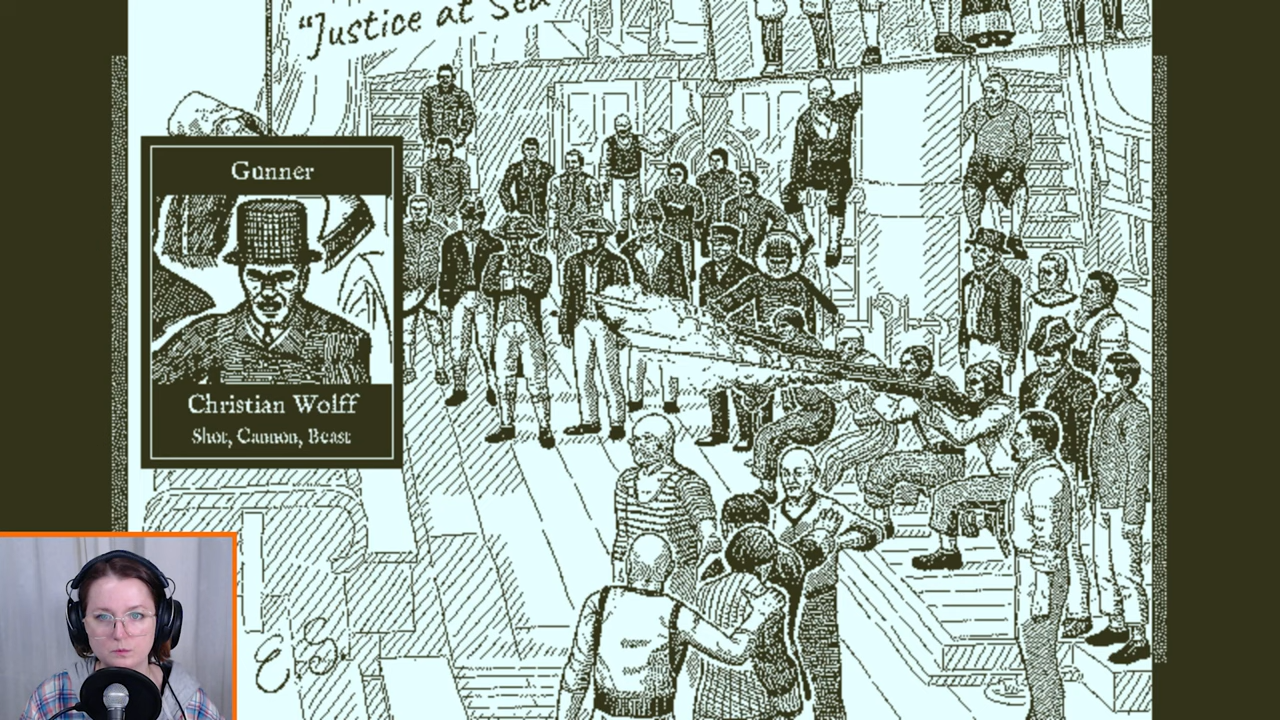 "Justice at Sea
Gunner
Christian Wolff
Shot, Cannon, Beast
E.S.